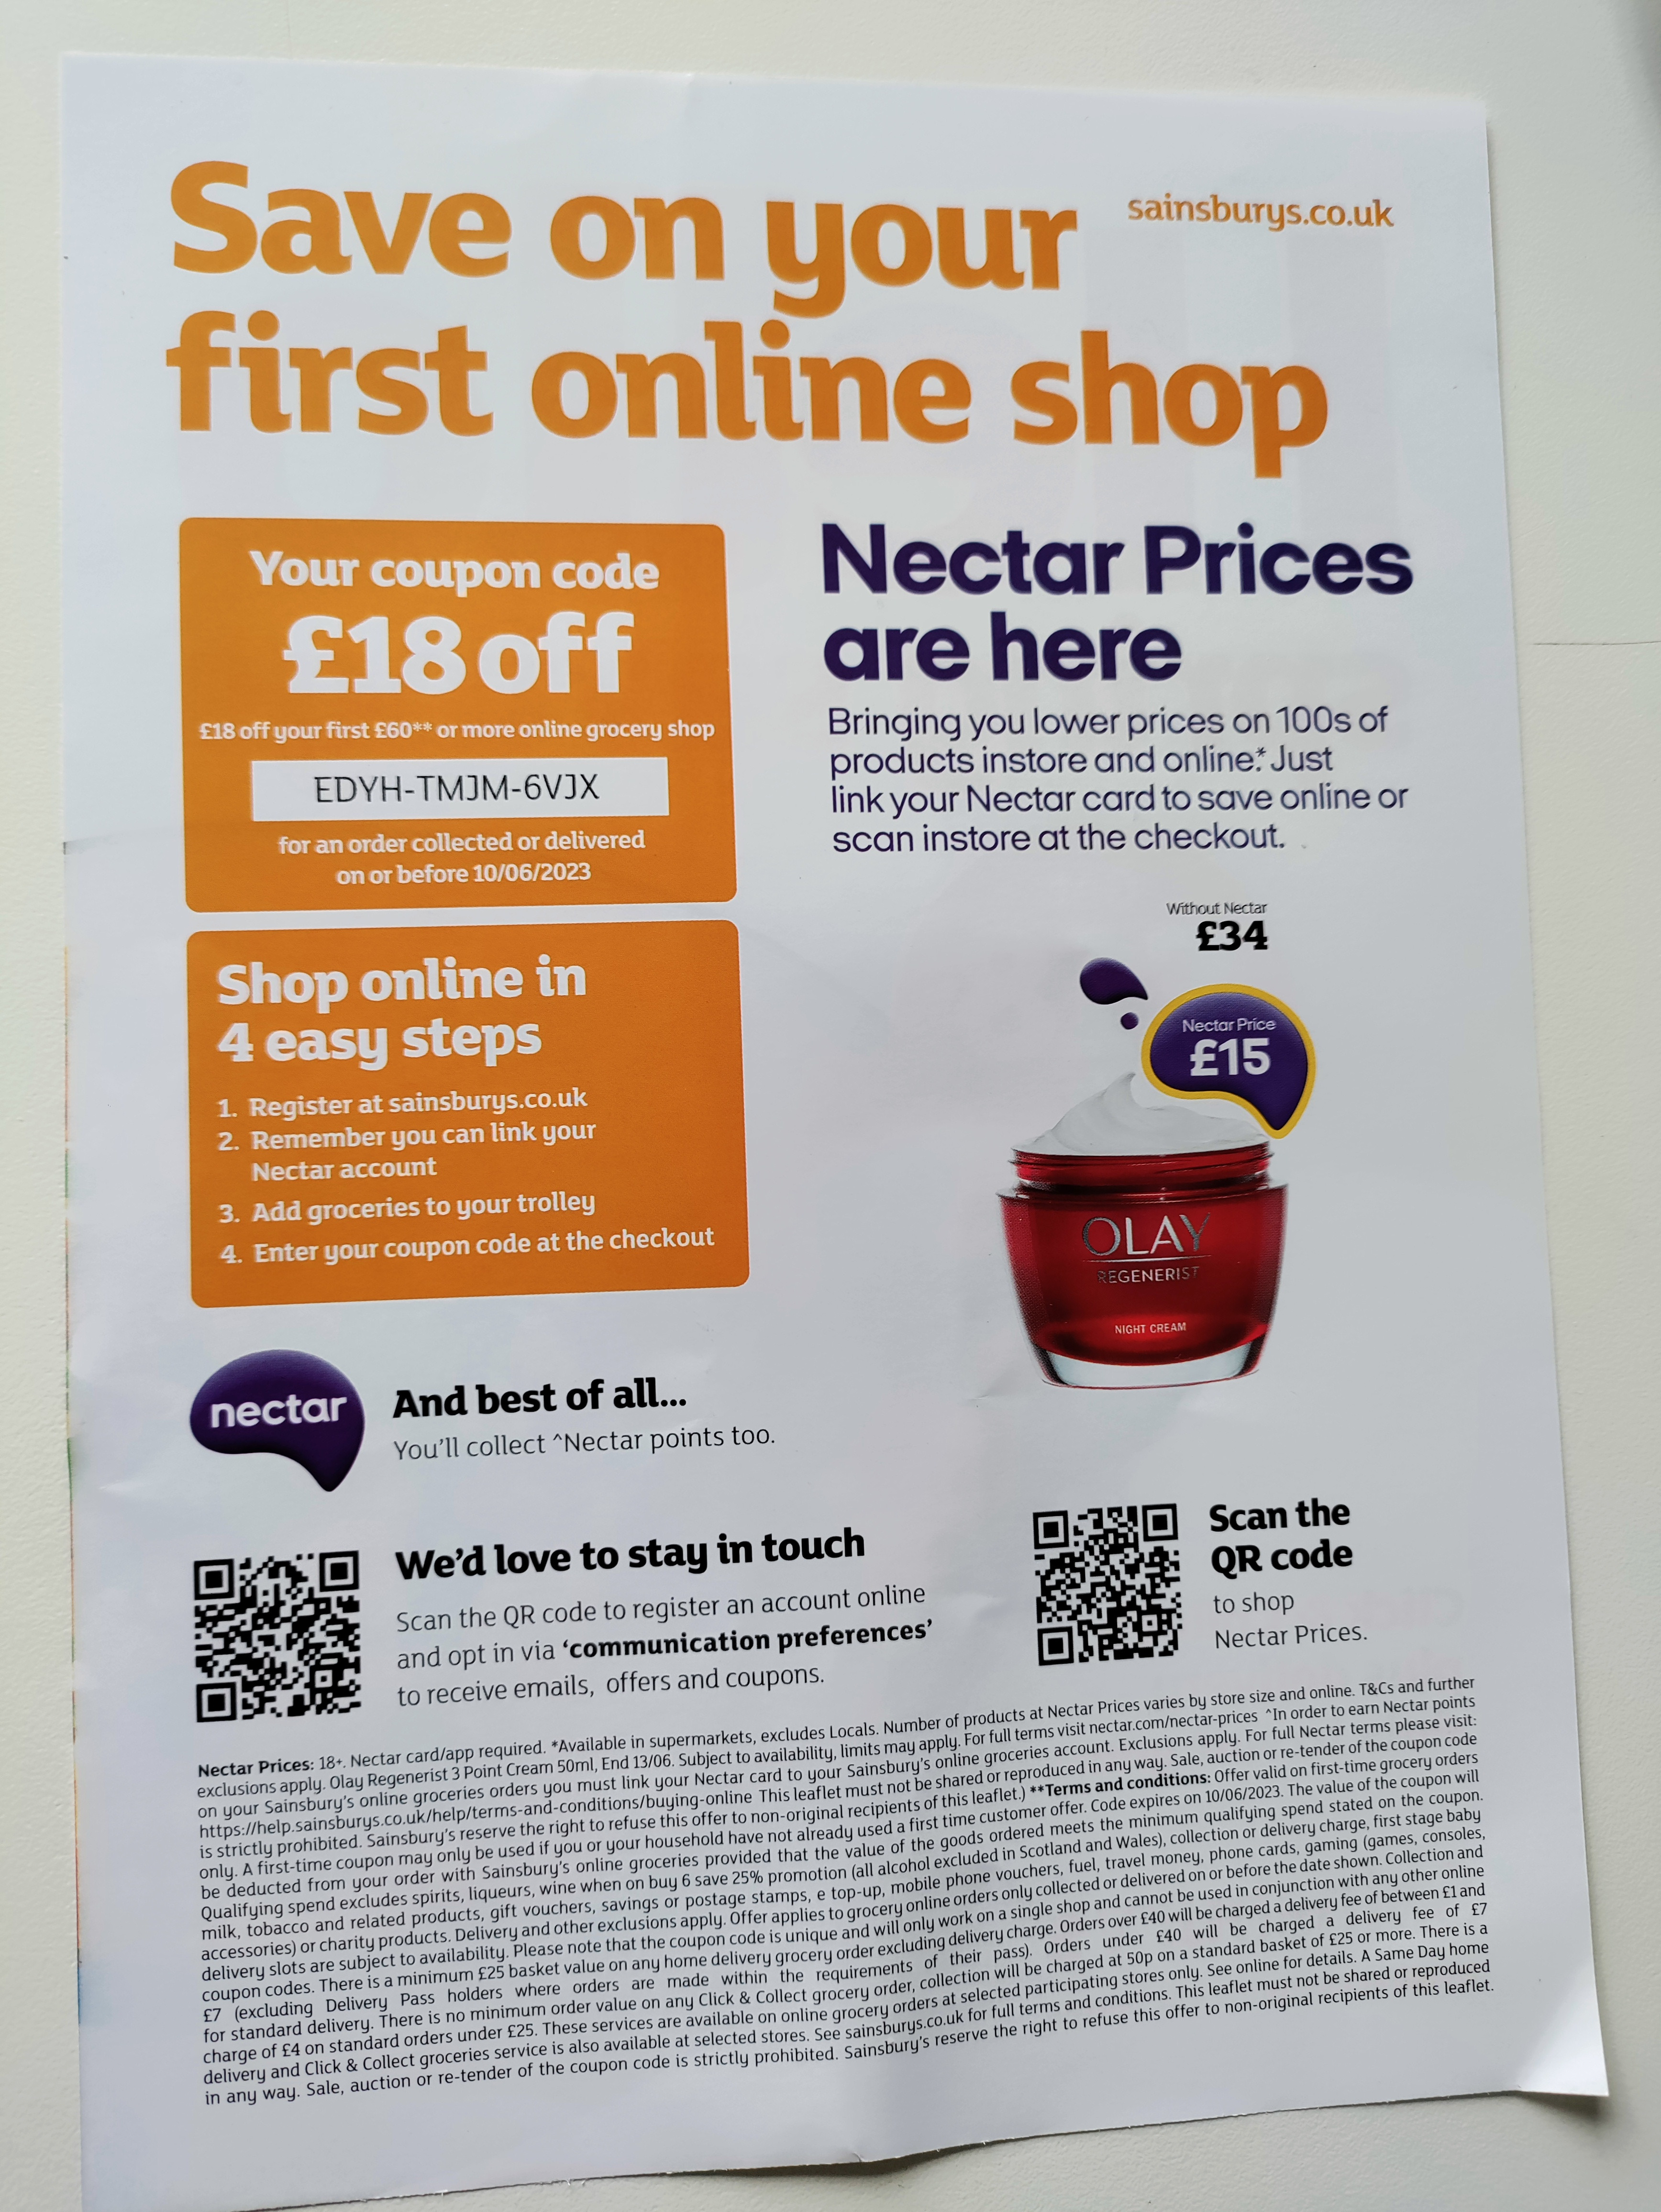 Save on your
first online shop
sainsburys.co.uk
Your coupon code
£18 off
£18 off your first £60** or more online grocery shop
EDYH-TMJM-6VJX
for an order collected or delivered
on or before 10/06/2023
Shop online in
4 easy steps
1. Register at sainsburys.co.uk
2. Remember you can link your
Nectar account
3. Add groceries to your trolley
4. Enter your coupon code at the checkout
Nectar Prices
are here
Bringing you lower prices on 100s of
products instore and online.* Just
link your Nectar card to save online or
scan instore at the checkout.
Without Nectar
£34
Nectar Price
£15
OLAY
REGENERIST
NIGHT CREAM
nectar
And best of all...
You'll collect ^Nectar points too.
We'd love to stay in touch
Scan the QR code to register an account online
and opt in via 'communication preferences'
to receive emails, offers and coupons.
Scan the
QR code
to shop
Nectar Prices.
Nectar Prices: 18+. Nectar card/app required. *Available in supermarkets, excludes Locals. Number of products at Nectar Prices varies by store size and online. T&Cs and further
exclusions apply. Olay Regenerist 3 Point Cream 50ml, End 13/06. Subject to availability, limits may apply. For full terms visit nectar.com/nectar-prices ^In order to earn Nectar points
on your Sainsbury's online groceries orders you must link your Nectar card to your Sainsbury's online groceries account. Exclusions apply. For full Nectar terms please visit:
https://help.sainsburys.co.uk/help/terms-and-conditions/buying-online This leaflet must not be shared or reproduced in any way. Sale, auction or re-tender of the coupon code
is strictly prohibited. Sainsbury's reserve the right to refuse this offer to non-original recipients of this leaflet.) **Terms and conditions: Offer valid on first-time grocery orders
only. A first-time coupon may only be used if you or your household have not already used a first time customer offer. Code expires on 10/06/2023. The value of the coupon will
be deducted from your order with Sainsbury's online groceries provided that the value of the goods ordered meets the minimum qualifying spend stated on the coupon.
Qualifying spend excludes spirits, liqueurs, wine when on buy 6 save 25% promotion (all alcohol excluded in Scotland and Wales), collection or delivery charge, first stage baby
milk, tobacco and related products, gift vouchers, savings or postage stamps, e top-up, mobile phone vouchers, fuel, travel money, phone cards, gaming (games, consoles,
accessories) or charity products. Delivery and other exclusions apply. Offer applies to grocery online orders only collected or delivered on or before the date shown. Collection and
delivery slots are subject to availability. Please note that the coupon code is unique and will only work on a single shop and cannot be used in conjunction with any other online
coupon codes. There is a minimum £25 basket value on any home delivery grocery order excluding delivery charge. Orders over £40 will be charged a delivery fee of between £1 and
£7 (excluding Delivery Pass holders where orders are made within the requirements of their pass). Orders under £40 will be charged a delivery fee of £7
for standard delivery. There is no minimum order value on any Click & Collect grocery order, collection will be charged at 50p on a standard basket of £25 or more. There is a
charge of £4 on standard orders under £25. These services are available on online grocery orders at selected participating stores only. See online for details. A Same Day home
delivery and Click & Collect groceries service is also available at selected stores. See sainsburys.co.uk for full terms and conditions. This leaflet must not be shared or reproduced
in any way. Sale, auction or re-tender of the coupon code is strictly prohibited. Sainsbury's reserve the right to refuse this offer to non-original recipients of this leaflet.